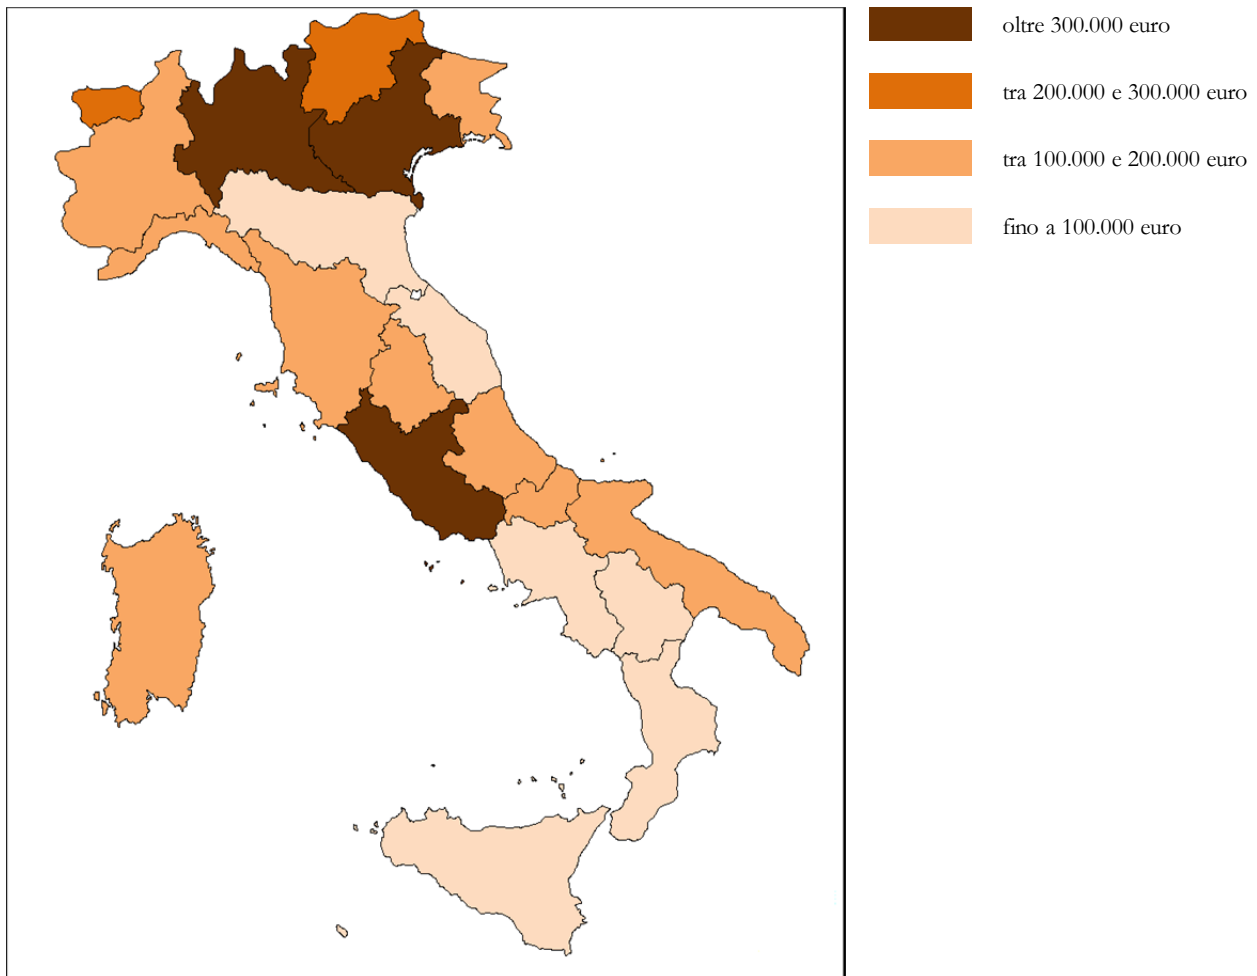 oltre 300.000 euro
tra 200.000 e 300.000 euro
tra 100.000 e 200.000 euro
fino a 100.000 euro